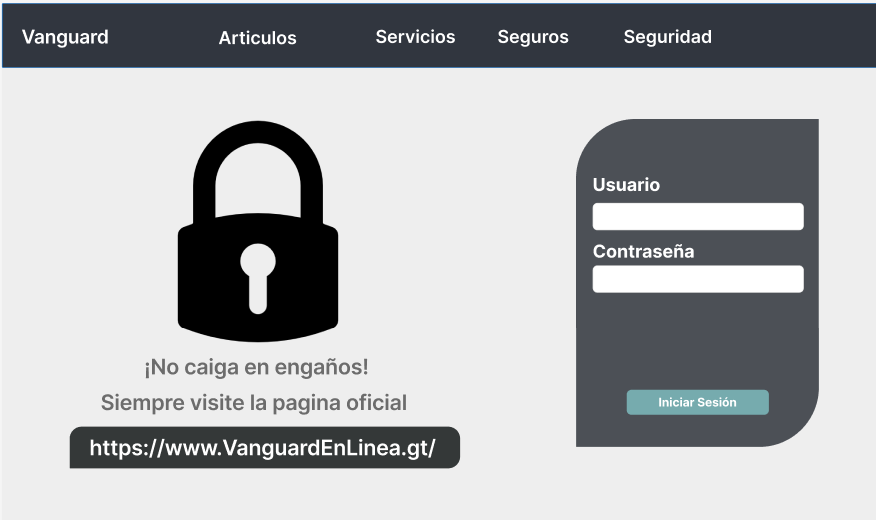 Vanguard
Articulos
Servicios
Seguros
Seguridad
¡No caiga en engaños!
Siempre visite la pagina oficial
https://www.VanguardEnLinea.gt/
Usuario
Contraseña
Iniciar Sesión